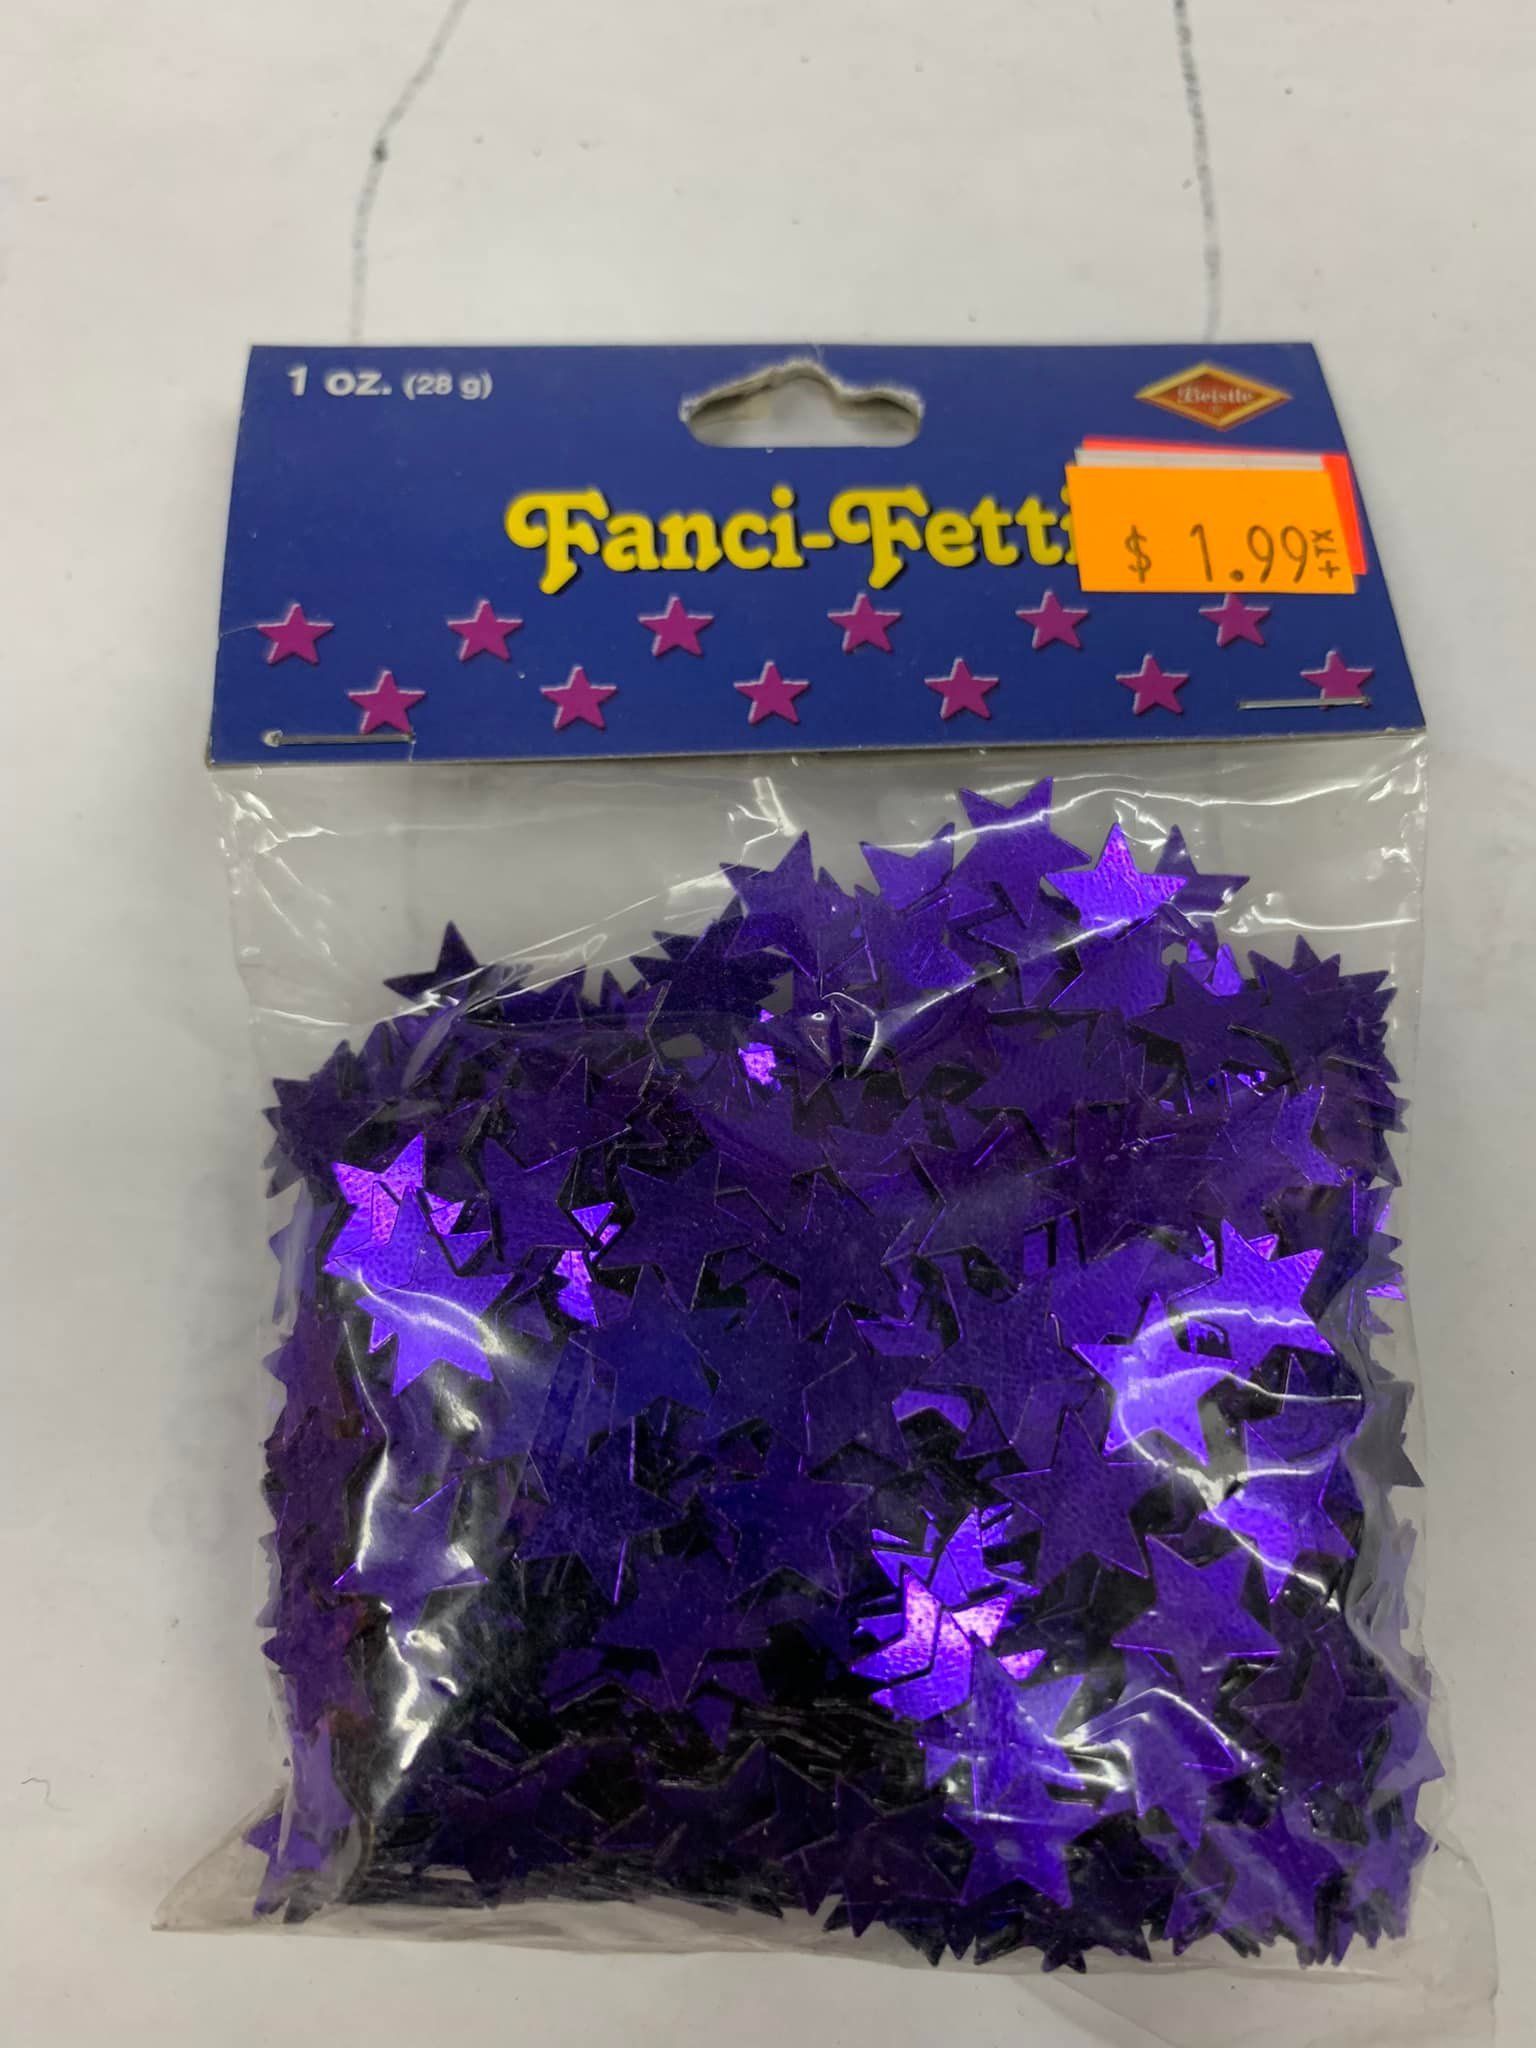 1 oz. (28 g)
Beistle
®
Fanci-Fetti
$ 1.99 +TX